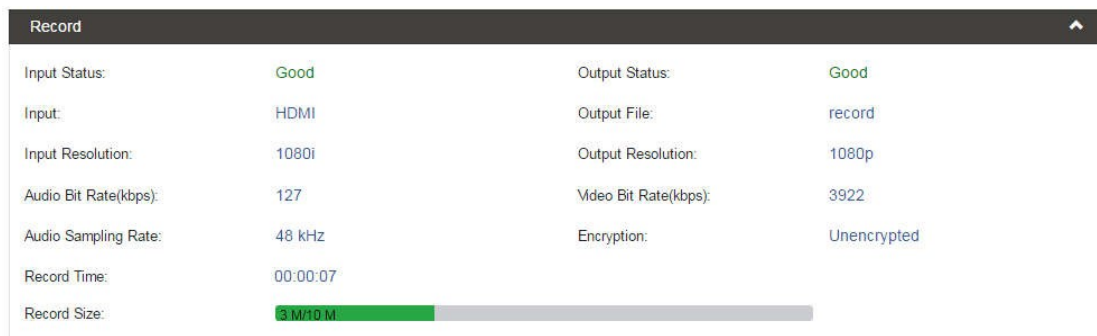 Record
Input Status: Good Output Status: Good
Input: HDMI Output File: record
Input Resolution: 1080i Output Resolution: 1080p
Audio Bit Rate(kbps): 127 Video Bit Rate(kbps): 3922
Audio Sampling Rate: 48 kHz Encryption: Unencrypted
Record Time: 00:00:07
Record Size: 3 M/10 M